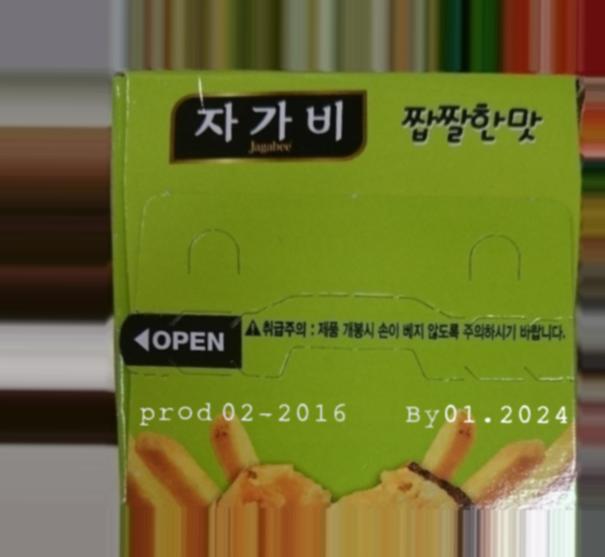 자가비 짭짤한맛
Jagabee
OPEN ⚠취급주의 : 제품 개봉시 손이 베지 않도록 주의하시기 바랍니다.
prod 02-2016 By 01.2024